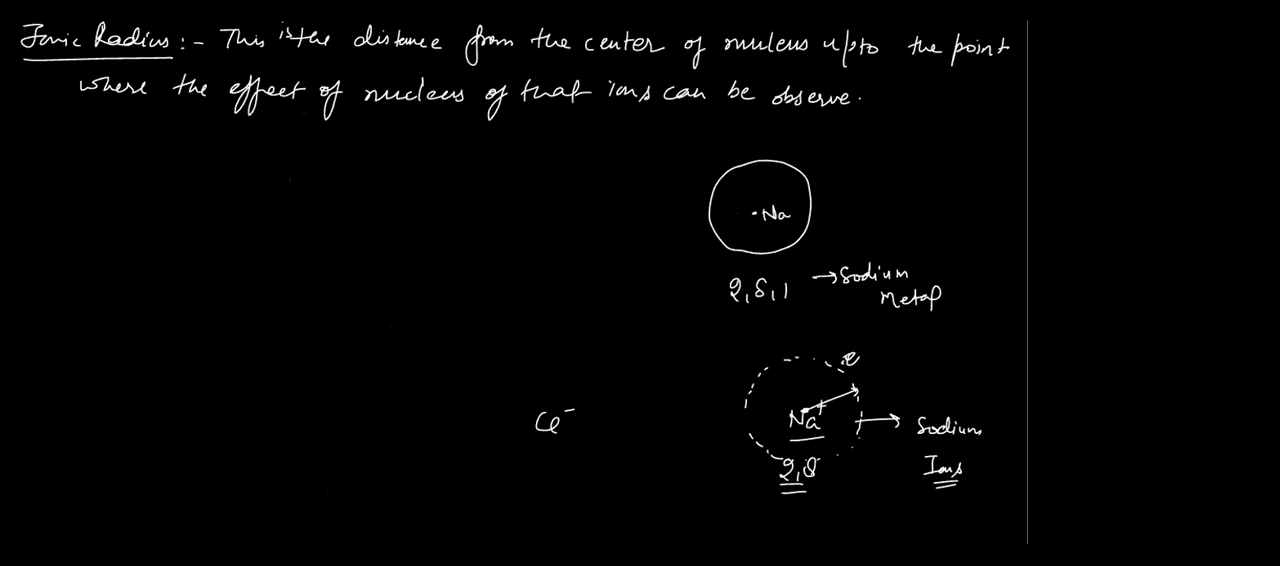 Ionic Radius :- This is the distance from the center of nucleus upto the point
where the effect of nucleus of that ions can be observe.
Na
2,8,1 → Sodium
Metal
e
Cl⁻
Na⁺ → Sodium
2,8 Ions